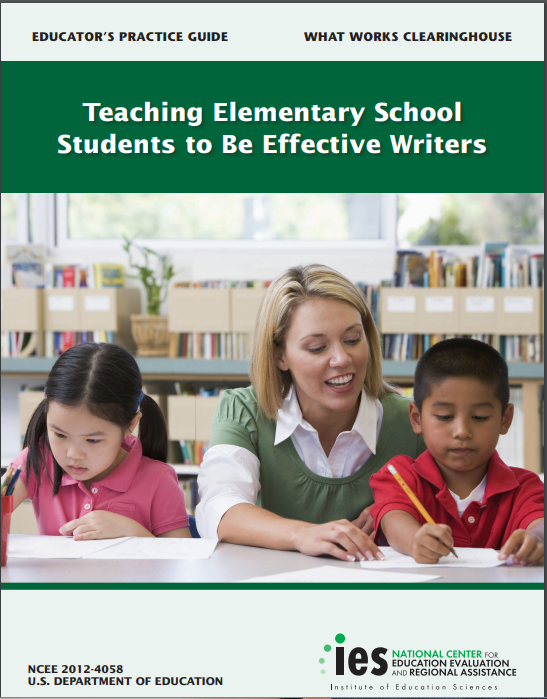 EDUCATOR'S PRACTICE GUIDE
WHAT WORKS CLEARINGHOUSE
Teaching Elementary School
Students to Be Effective Writers
NCEE 2012-4058
U.S. DEPARTMENT OF EDUCATION
ies
NATIONAL CENTER FOR
EDUCATION EVALUATION
AND REGIONAL ASSISTANCE
Institute of Education Sciences